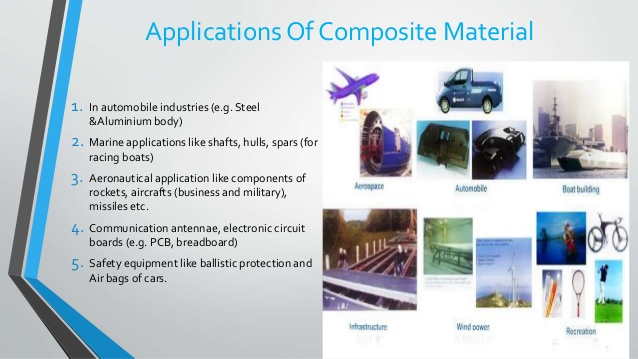 Applications Of Composite Material
1. In automobile industries (e.g. Steel
&Aluminium body)
2. Marine applications like shafts, hulls, spars (for
racing boats)
3. Aeronautical application like components of
rockets, aircrafts (business and military),
missiles etc.
4. Communication antennae, electronic circuit
boards (e.g. PCB, breadboard)
5. Safety equipment like ballistic protection and
Air bags of cars.
Aerospace
Automobile
Boat building
Infrastructure
Wind power
Recreation